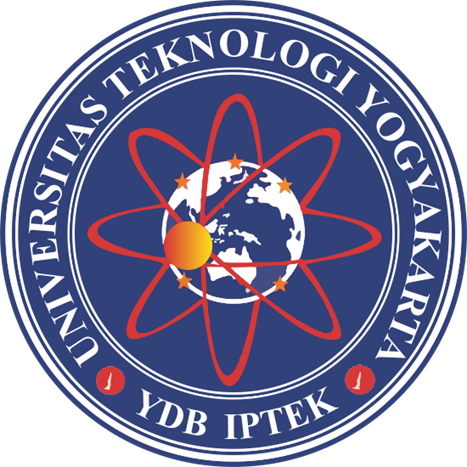 UNIVERSITAS TEKNOLOGI YOGYAKARTA
YDB IPTEK